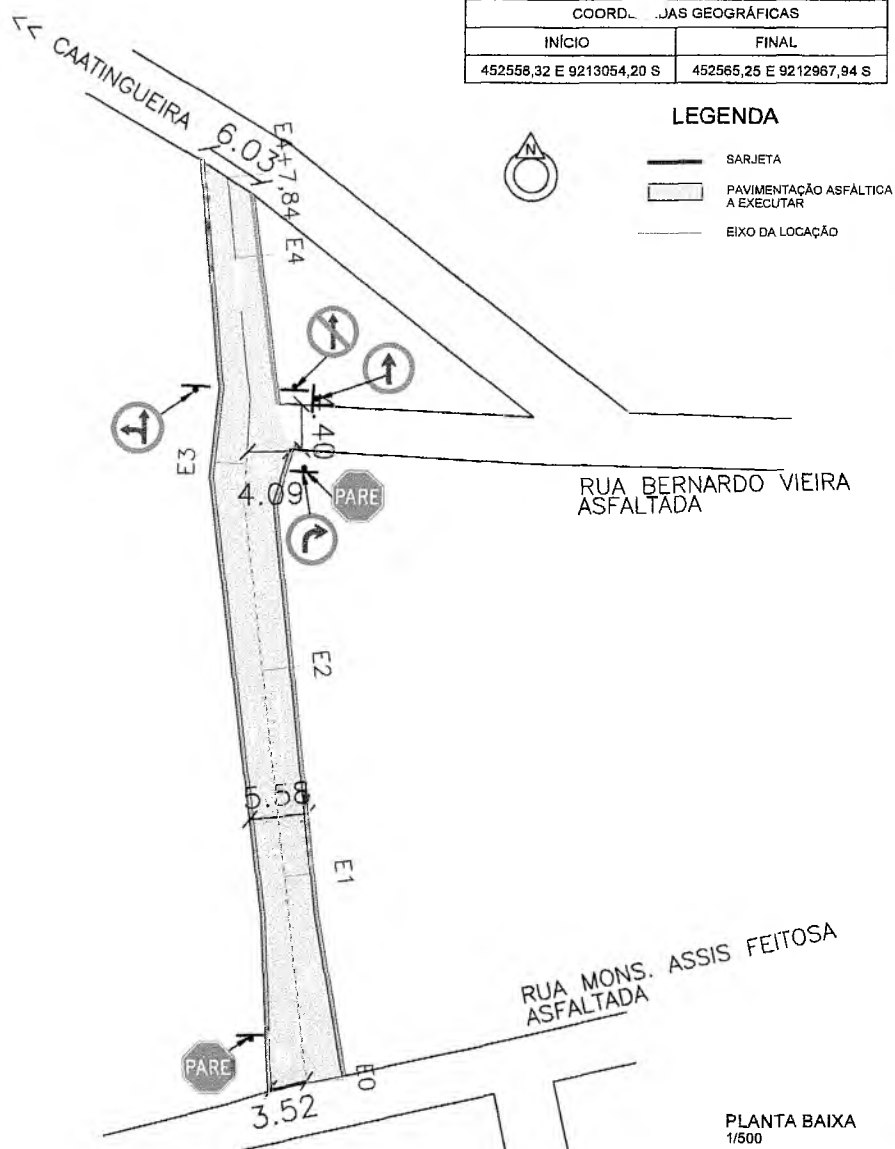 COORDE JAS GEOGRÁFICAS
INÍCIO
FINAL
452558,32 E 9213054,20 S
452565,25 E 9212967,94 S
LEGENDA
N
SARJETA
PAVIMENTAÇÃO ASFÁLTICA
A EXECUTAR
EIXO DA LOCAÇÃO
<< CAATINGUEIRA
6.03
E4+7,84
E4
4.40
E3
4.09
PARE
RUA BERNARDO VIEIRA
ASFALTADA
E2
5.58
E1
RUA MONS. ASSIS FEITOSA
ASFALTADA
PARE
E0
3.52
PLANTA BAIXA
1/500